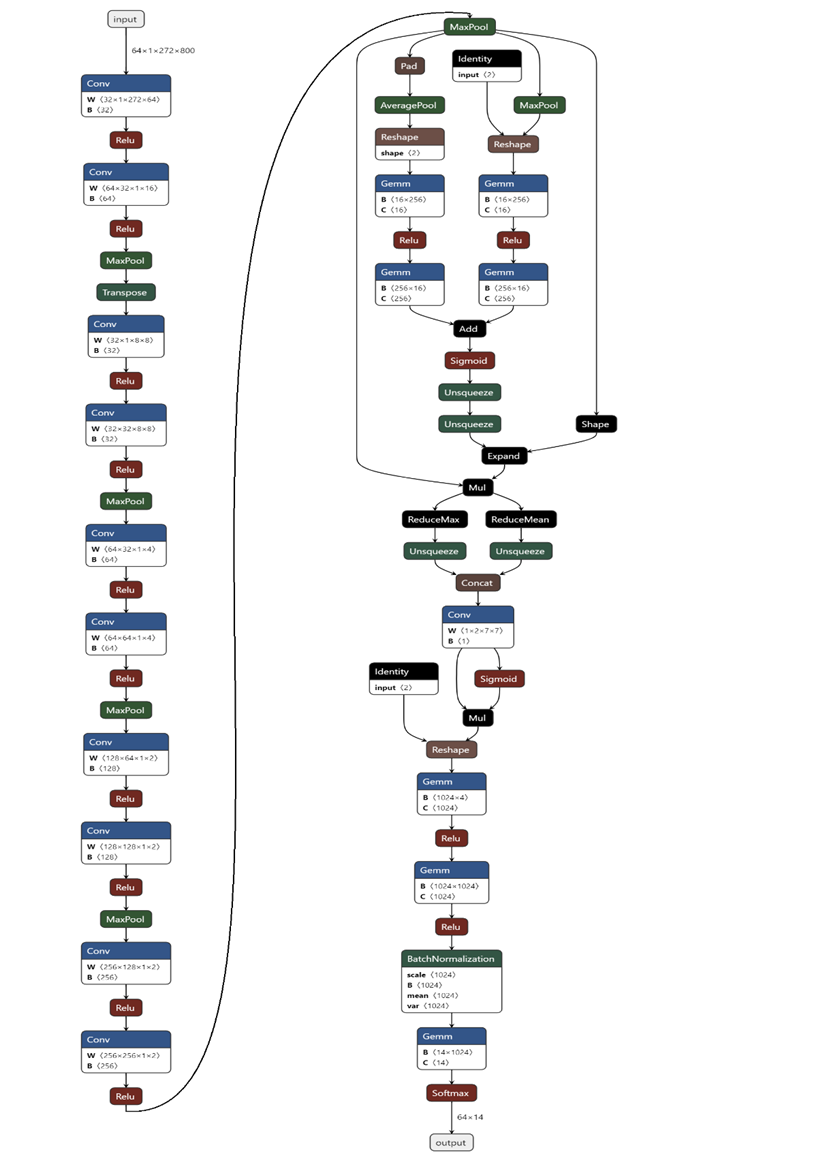 input
64×1×272×800
Conv
W ⟨32×1×272×64⟩
B ⟨32⟩
Relu
Conv
W ⟨64×32×1×16⟩
B ⟨64⟩
Relu
MaxPool
Transpose
Conv
W ⟨32×1×8×8⟩
B ⟨32⟩
Relu
Conv
W ⟨32×32×8×8⟩
B ⟨32⟩
Relu
MaxPool
Conv
W ⟨64×32×1×4⟩
B ⟨64⟩
Relu
Conv
W ⟨64×64×1×4⟩
B ⟨64⟩
Relu
MaxPool
Conv
W ⟨128×64×1×2⟩
B ⟨128⟩
Relu
Conv
W ⟨128×128×1×2⟩
B ⟨128⟩
Relu
MaxPool
Conv
W ⟨256×128×1×2⟩
B ⟨256⟩
Relu
Conv
W ⟨256×256×1×2⟩
B ⟨256⟩
Relu
MaxPool
Pad
Identity
input ⟨2⟩
AveragePool
MaxPool
Reshape
shape ⟨2⟩
Reshape
Gemm
B ⟨16×256⟩
C ⟨16⟩
Gemm
B ⟨16×256⟩
C ⟨16⟩
Relu
Relu
Gemm
B ⟨256×16⟩
C ⟨256⟩
Gemm
B ⟨256×16⟩
C ⟨256⟩
Add
Sigmoid
Unsqueeze
Unsqueeze
Shape
Expand
Mul
ReduceMax
ReduceMean
Unsqueeze
Unsqueeze
Concat
Conv
W ⟨1×2×7×7⟩
B ⟨1⟩
Identity
input ⟨2⟩
Sigmoid
Mul
Reshape
Gemm
B ⟨1024×4⟩
C ⟨1024⟩
Relu
Gemm
B ⟨1024×1024⟩
C ⟨1024⟩
Relu
BatchNormalization
scale ⟨1024⟩
B ⟨1024⟩
mean ⟨1024⟩
var ⟨1024⟩
Gemm
B ⟨14×1024⟩
C ⟨14⟩
Softmax
64×14
output